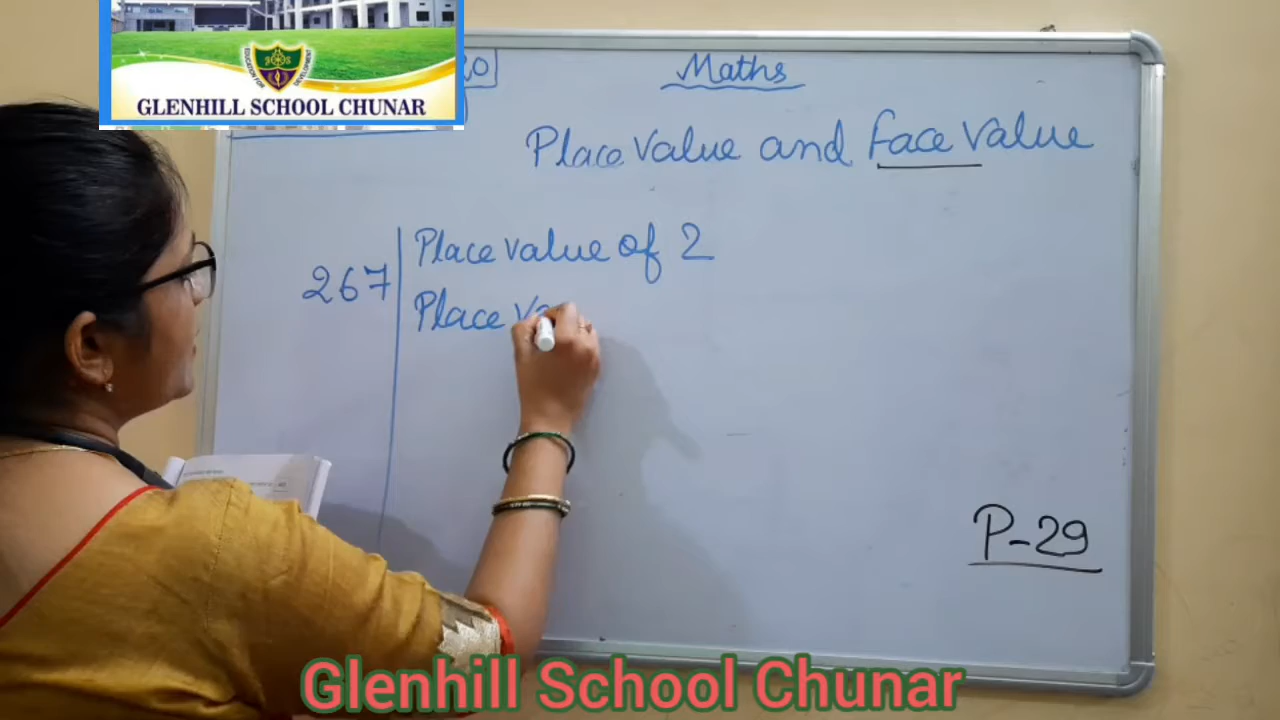 GLENHILL SCHOOL CHUNAR
Maths
Place Value and Face Value
267
Place value of 2
Place
P-29
Glenhill School Chunar